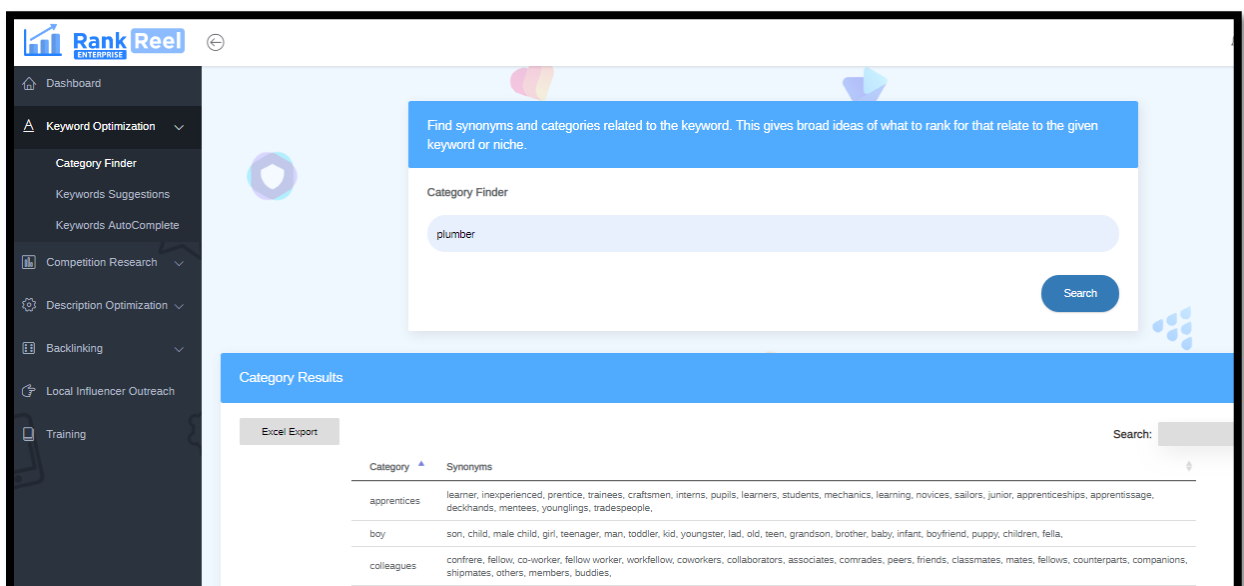 Rank Reel
ENTERPRISE
Dashboard
Keyword Optimization
Category Finder
Keywords Suggestions
Keywords AutoComplete
Competition Research
Description Optimization
Backlinking
Local Influencer Outreach
Training
Find synonyms and categories related to the keyword. This gives broad ideas of what to rank for that relate to the given
keyword or niche.
Category Finder
plumber
Search
Category Results
Excel Export
Search:
Category Synonyms
apprentices learner, inexperienced, prentice, trainees, craftsmen, interns, pupils, learners, students, mechanics, learning, novices, sailors, junior, apprenticeships, apprentissage,
deckhands, mentees, younglings, tradespeople,
boy son, child, male child, girl, teenager, man, toddler, kid, youngster, lad, old, teen, grandson, brother, baby, infant, boyfriend, puppy, children, fella,
colleagues confrere, fellow, co-worker, fellow worker, workfellow, coworkers, collaborators, associates, comrades, peers, friends, classmates, mates, fellows, counterparts, companions,
shipmates, others, members, buddies,